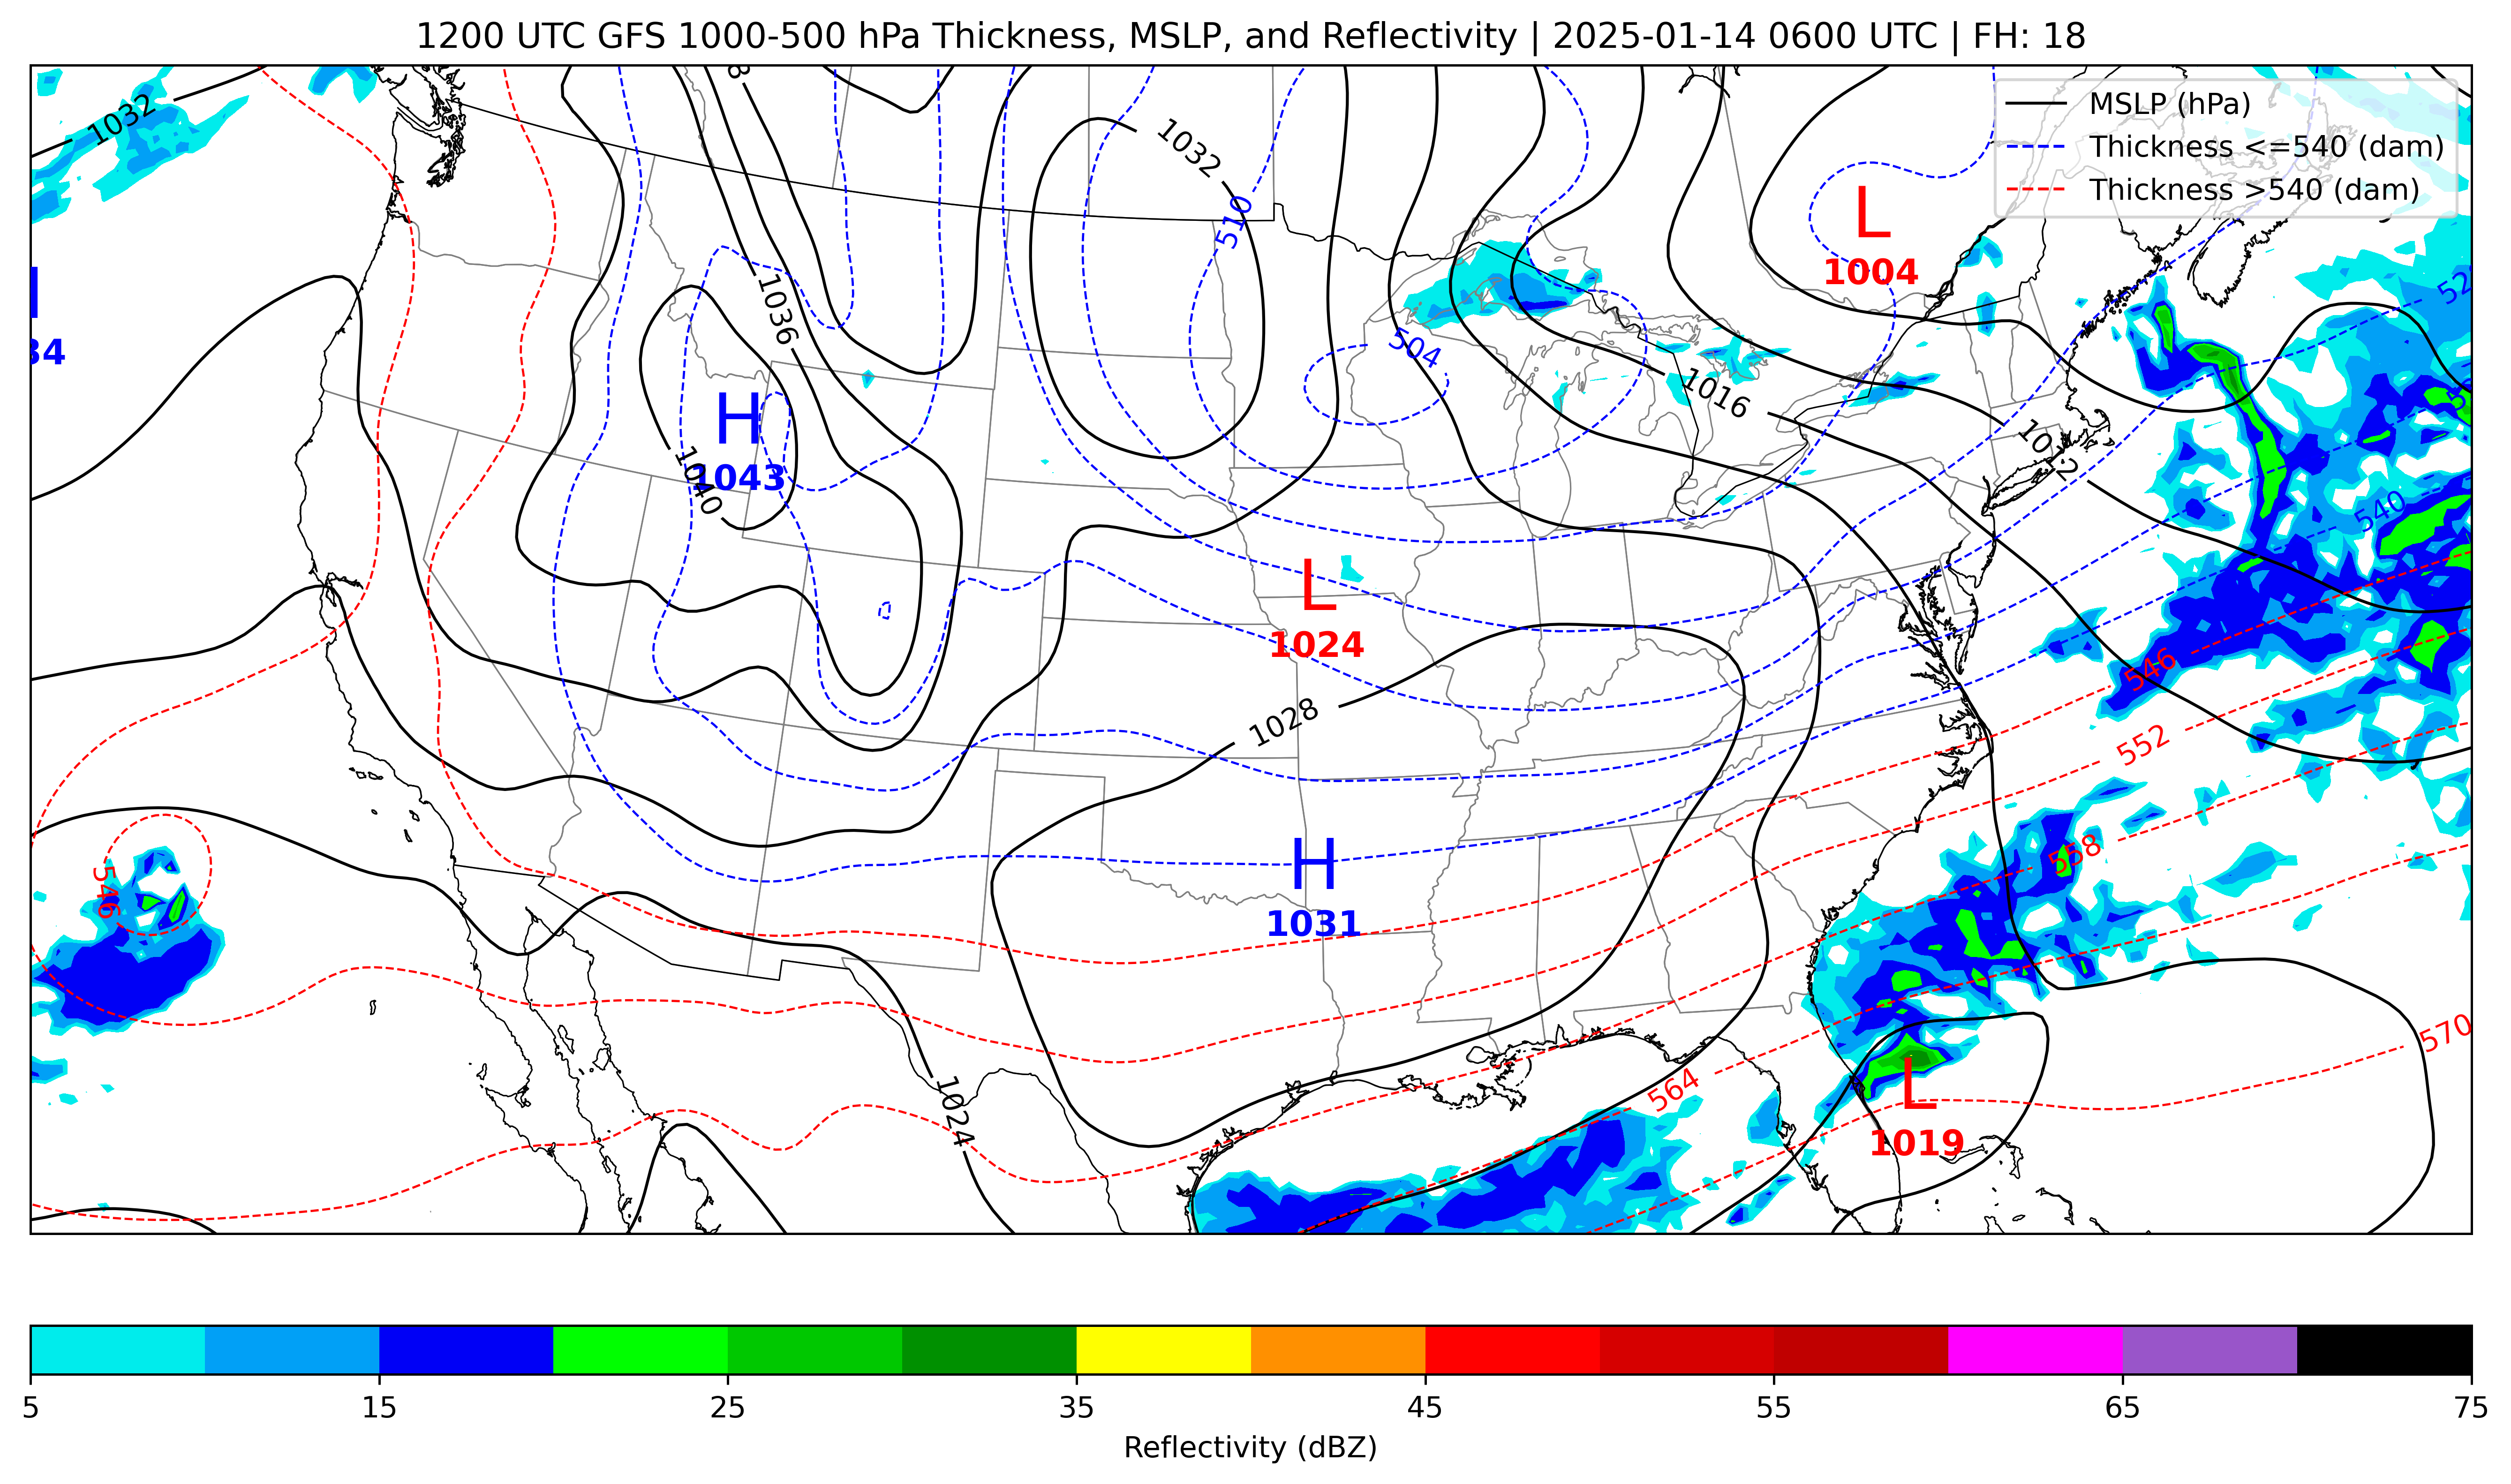 1200 UTC GFS 1000-500 hPa Thickness, MSLP, and Reflectivity | 2025-01-14 0600 UTC | FH: 18
MSLP (hPa)
Thickness <=540 (dam)
Thickness >540 (dam)
1032
1032
510
L
1004
1036
504
34
1016
H
1043
1040
1012
540
L
1024
546
1028
552
558
H
1031
546
570
564
L
1019
1024
5 15 25 35 45 55 65 75
Reflectivity (dBZ)